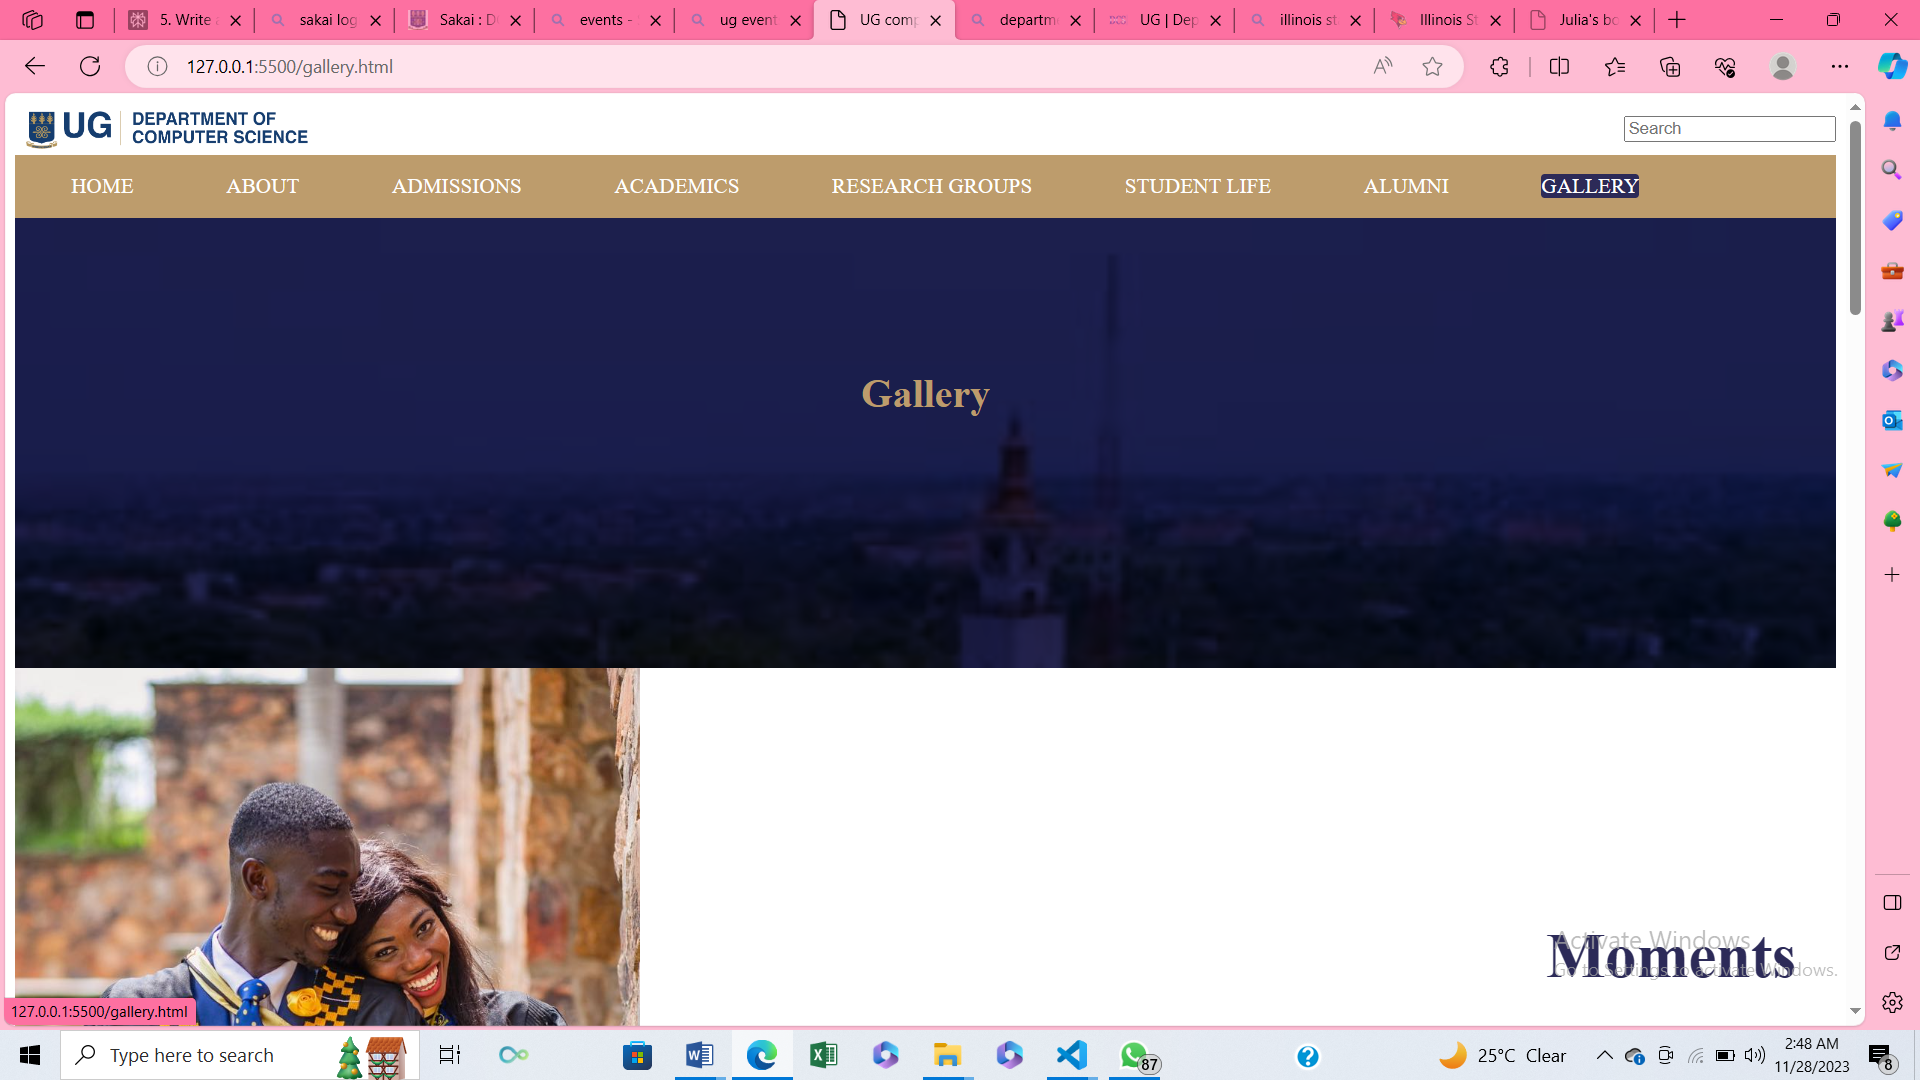 5. Write a
sakai log
Sakai : D
events -
ug event
UG comp
departm
UG | Dep
illinois st
Illinois St
Julia's bo
127.0.0.1:5500/gallery.html
UG
DEPARTMENT OF
COMPUTER SCIENCE
Search
HOME ABOUT ADMISSIONS ACADEMICS RESEARCH GROUPS STUDENT LIFE ALUMNI GALLERY
Gallery
Moments
Activate Windows
Go to Settings to activate Windows.
127.0.0.1:5500/gallery.html
Type here to search
87
25°C Clear
2:48 AM
11/28/2023
8